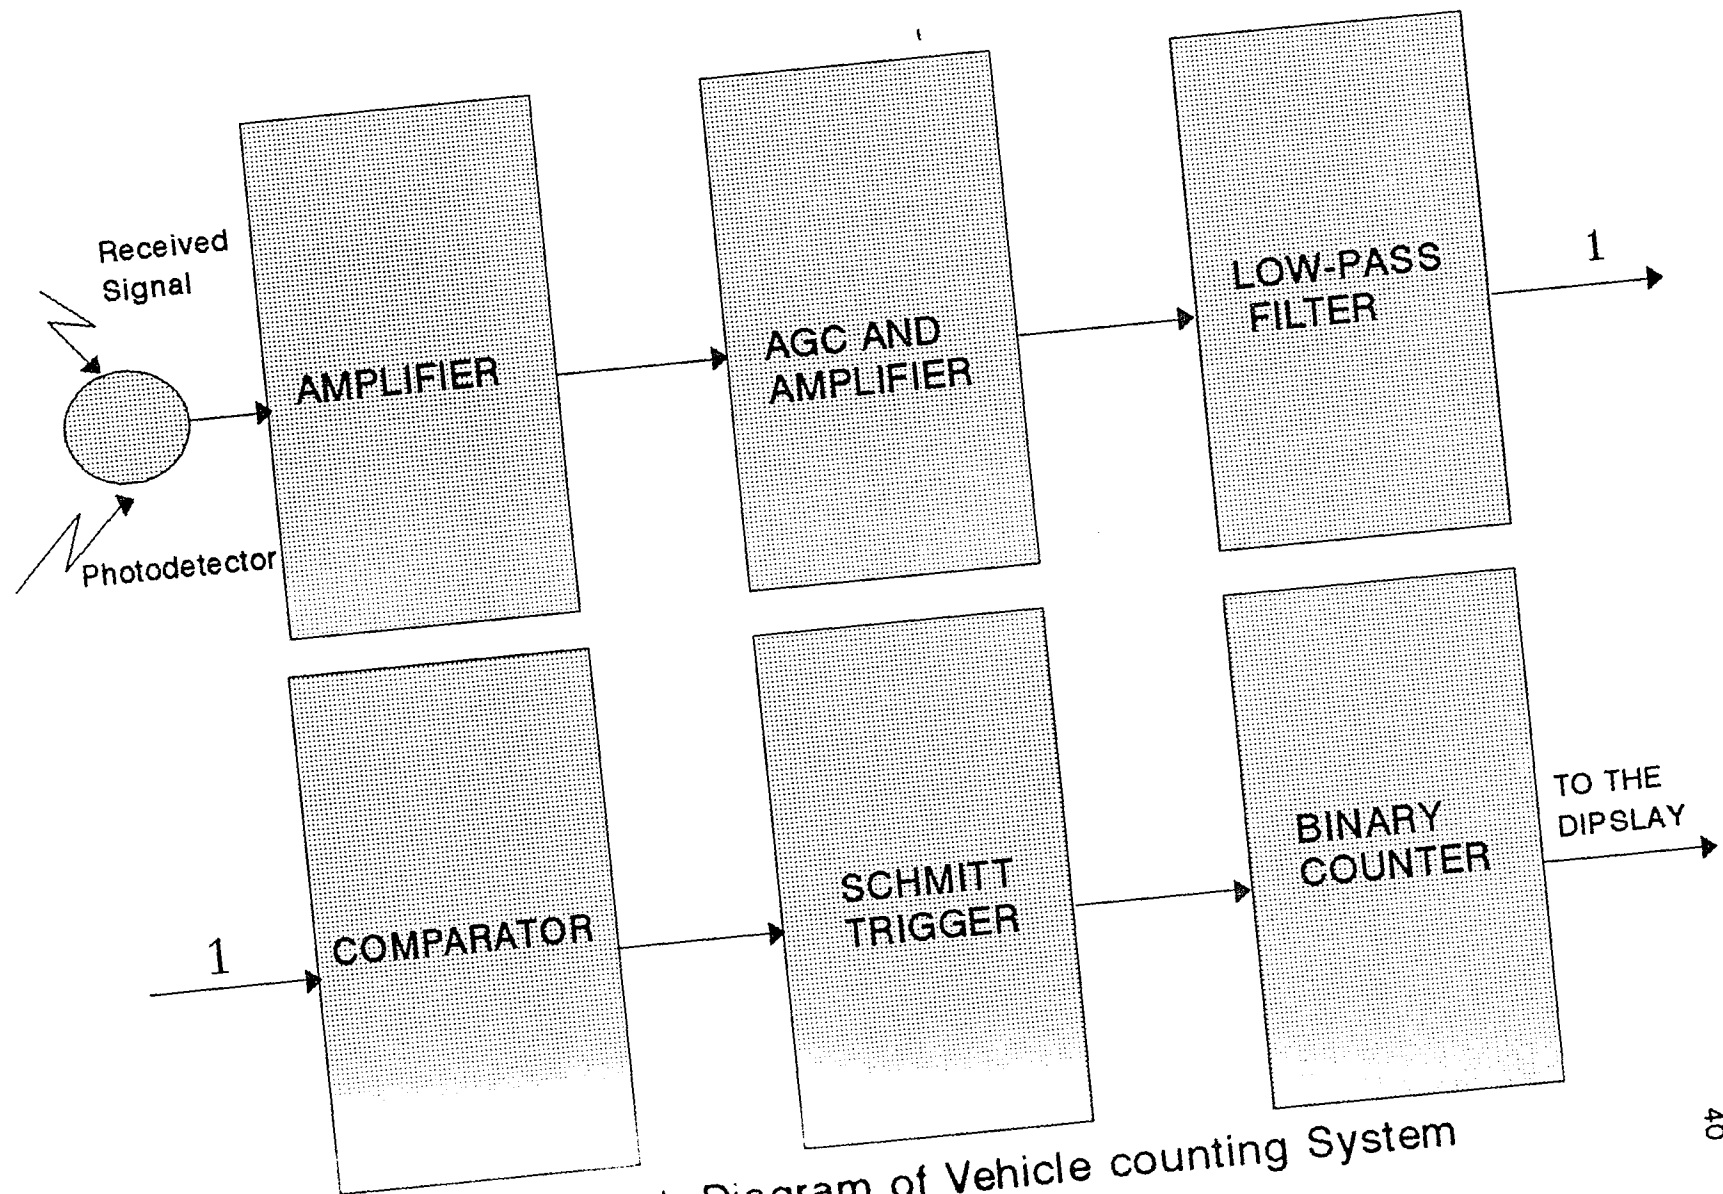 Received
Signal
Photodetector
AMPLIFIER
AGC AND
AMPLIFIER
LOW-PASS
FILTER
1
1
COMPARATOR
SCHMITT
TRIGGER
BINARY
COUNTER
TO THE
DIPSLAY
Diagram of Vehicle counting System
40